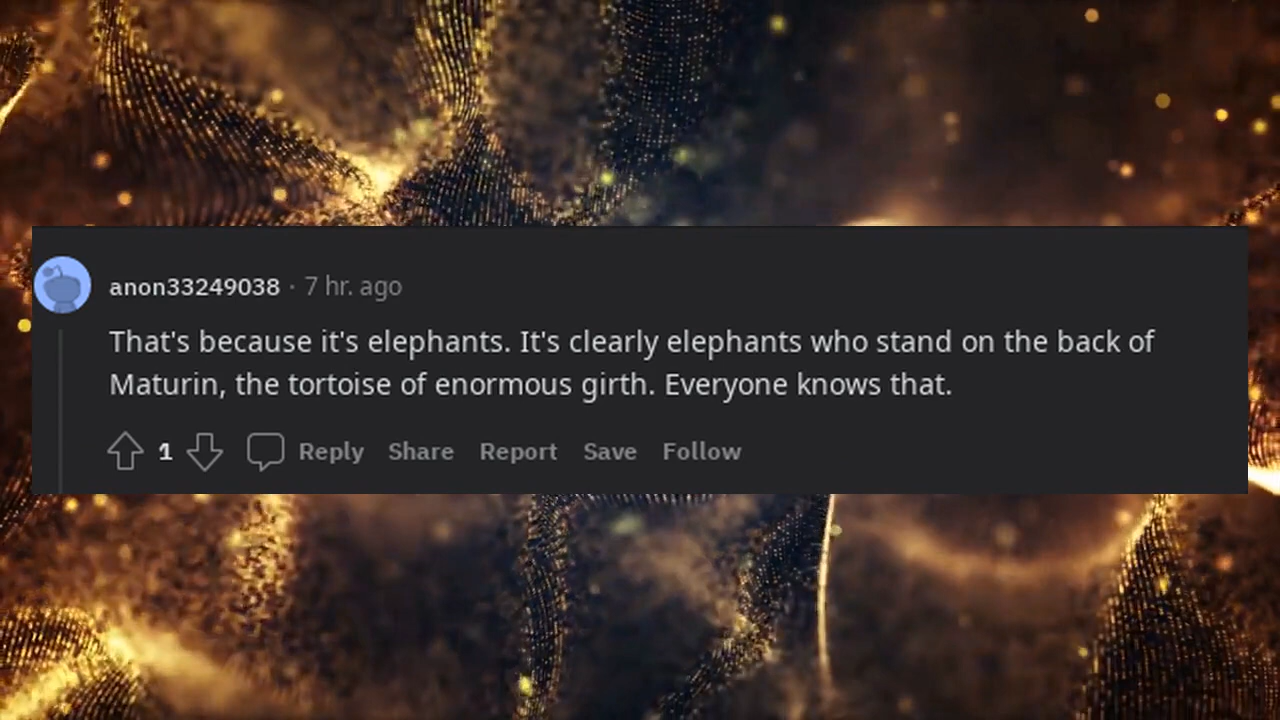 anon33249038 · 7 hr. ago
That's because it's elephants. It's clearly elephants who stand on the back of
Maturin, the tortoise of enormous girth. Everyone knows that.
1 Reply Share Report Save Follow